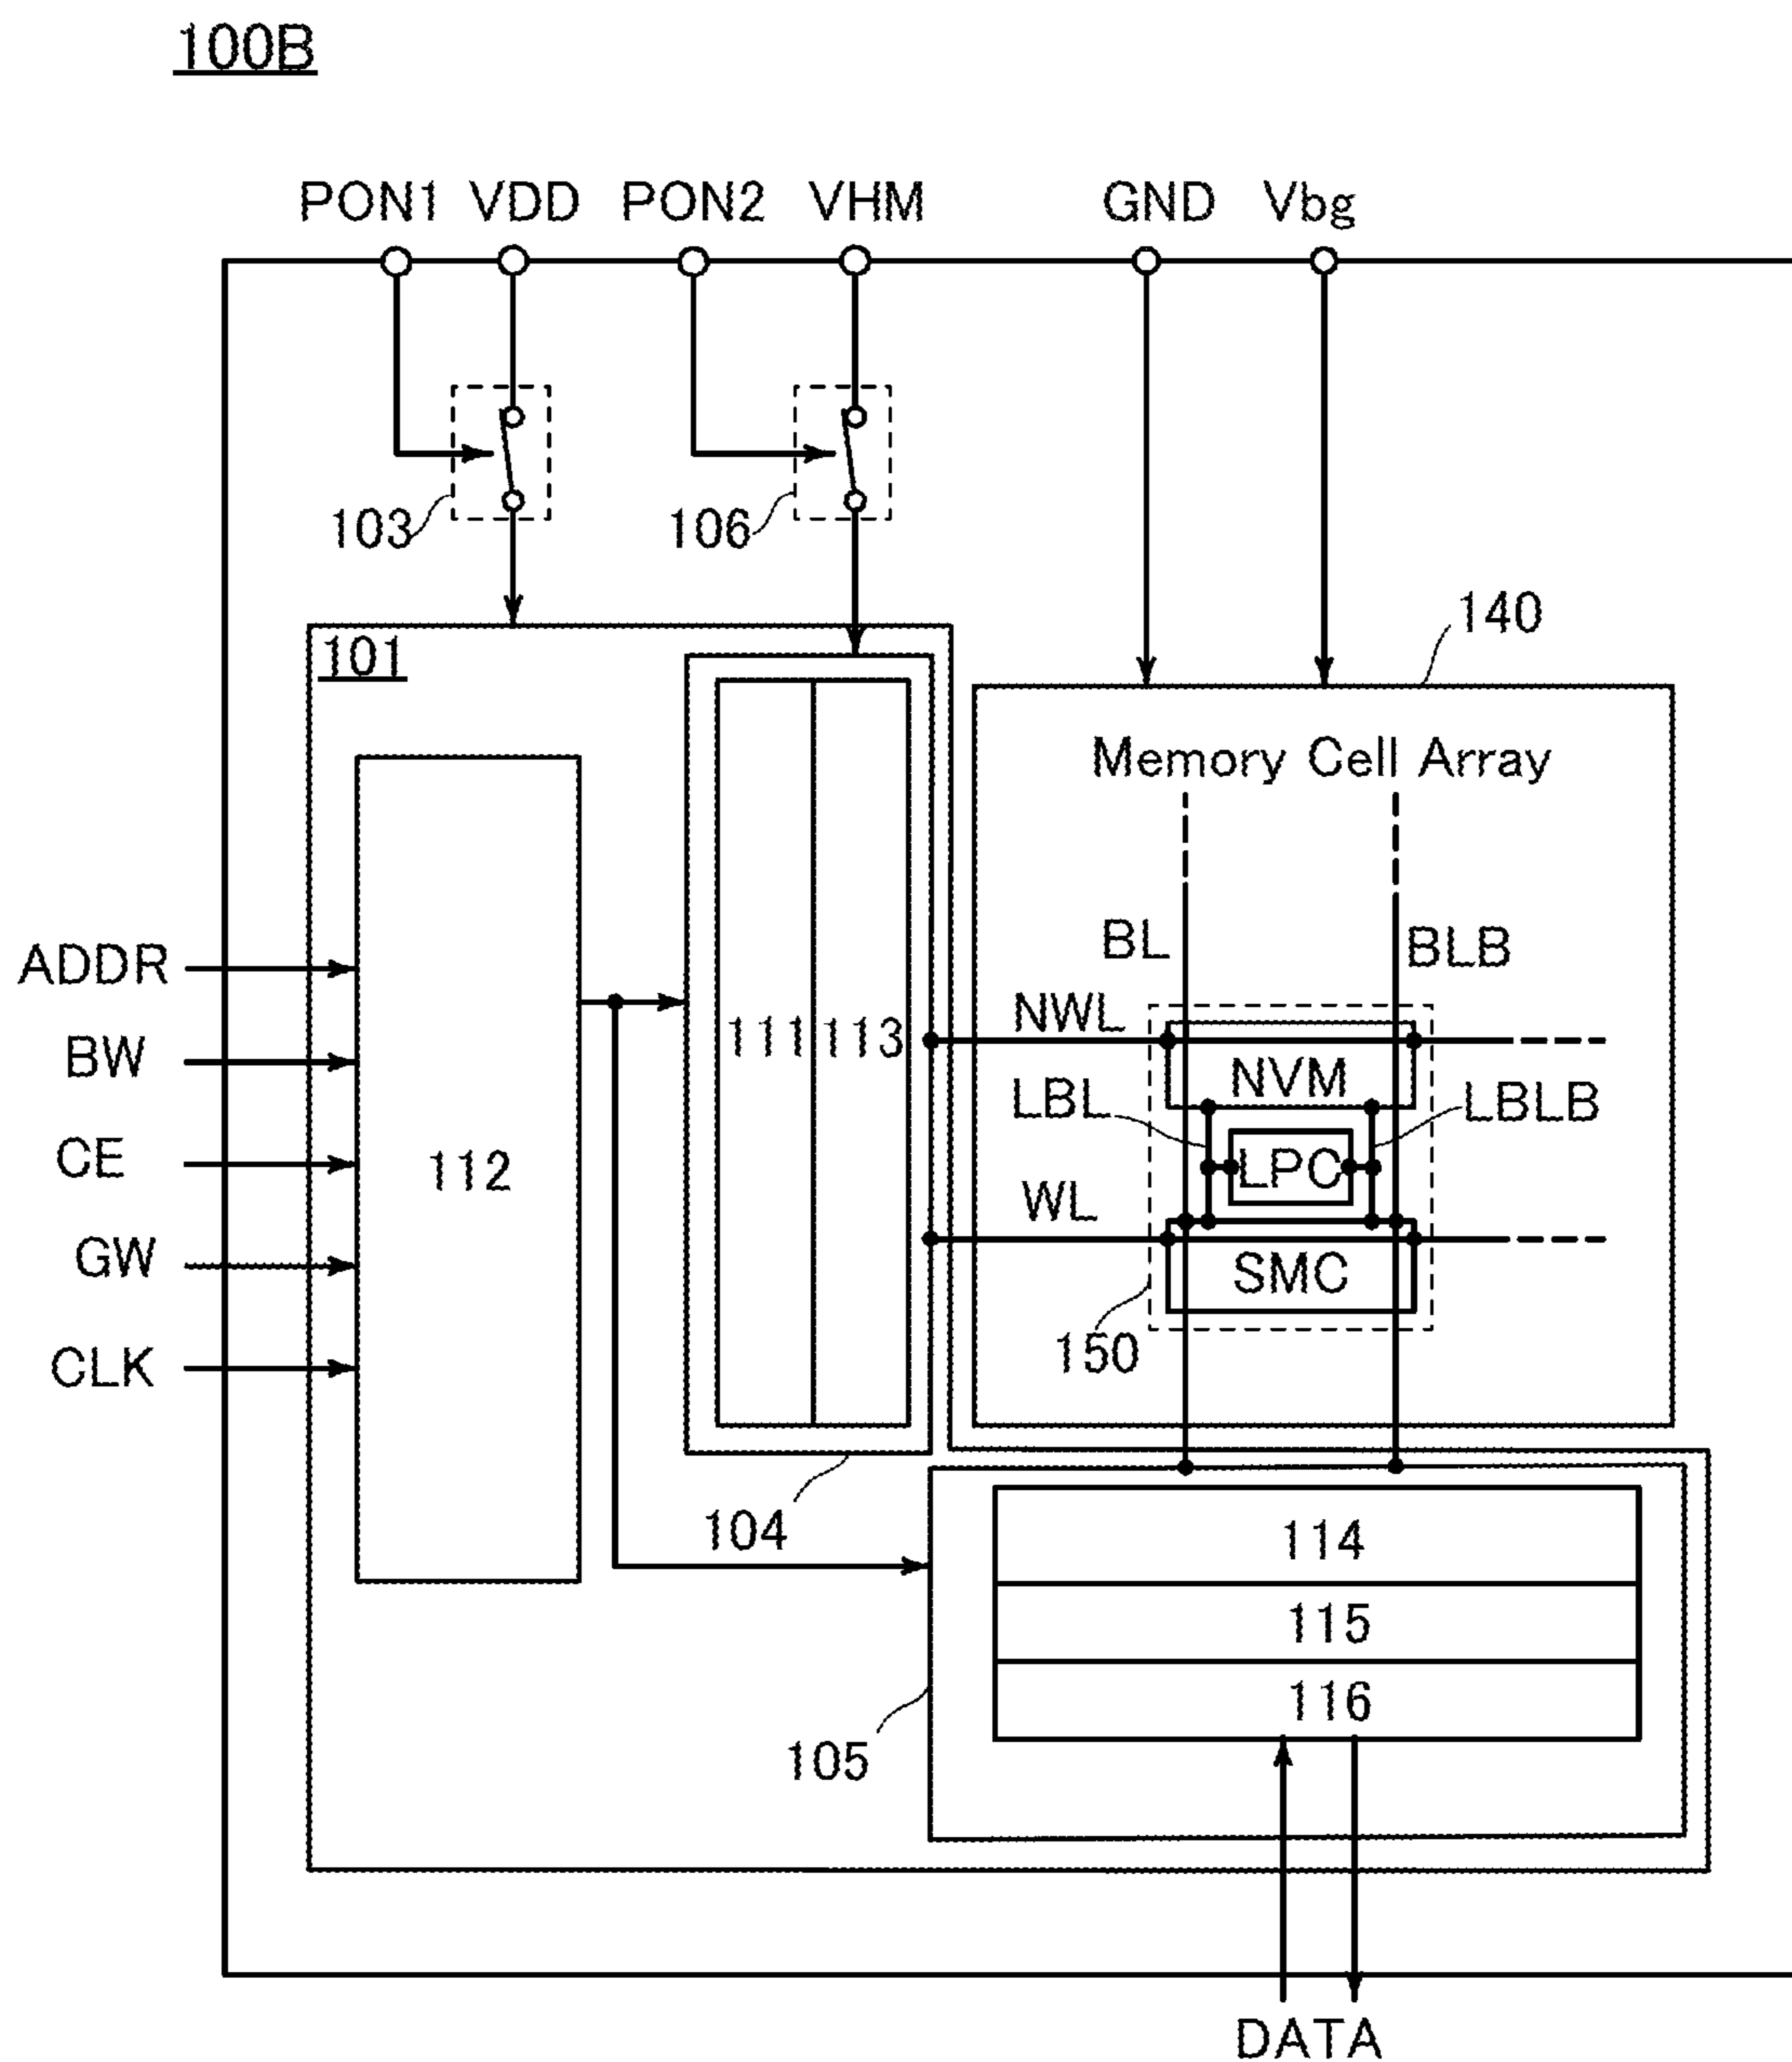 100B
PON1 VDD PON2 VHM GND Vbg
103 106
140
101
Memory Cell Array
BL BLB
ADDR
NWL
111 113
BW
NVM
LBL LBLB
CE
112
LPC
WL
GW
SMC
150
CLK
104
114
115
116
105
DATA